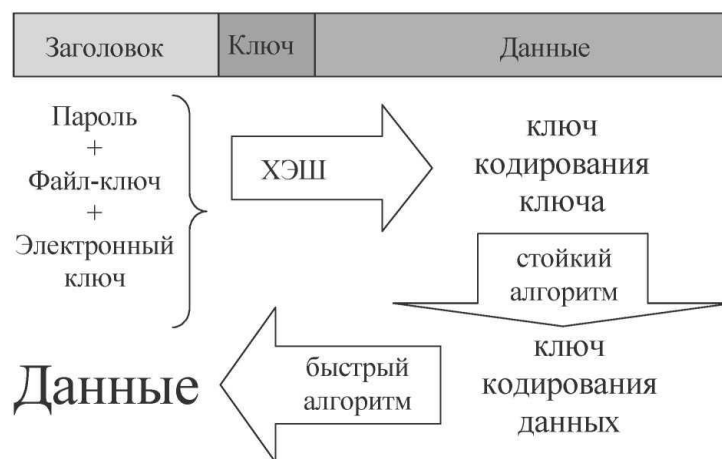 Заголовок Ключ Данные
Пароль
+
Файл-ключ
+
Электронный
ключ
ХЭШ
ключ
кодирования
ключа
стойкий
алгоритм
ключ
кодирования
данных
быстрый
алгоритм
Данные